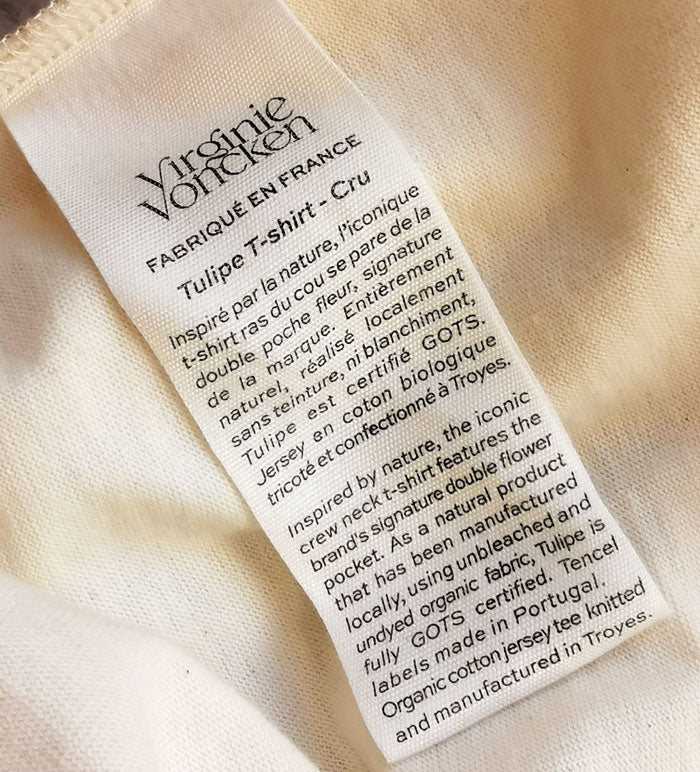 Virginie
Voncken
FABRIQUÉ EN FRANCE
Tulipe T-shirt - Cru
Inspiré par la nature, l'iconique
t-shirt ras du cou se pare de la
double poche fleur, signature
de la marque. Entièrement
naturel, réalisé localement
sans teinture, ni blanchiment,
Tulipe est certifié GOTS.
Jersey en coton biologique
tricoté et confectionné à Troyes.
Inspired by nature, the iconic
crew neck t-shirt features the
brand's signature double flower
pocket. As a natural product
that has been manufactured
locally, using unbleached and
undyed organic fabric, Tulipe is
fully GOTS certified. Tencel
labels made in Portugal.
Organic cotton jersey tee knitted
and manufactured in Troyes.